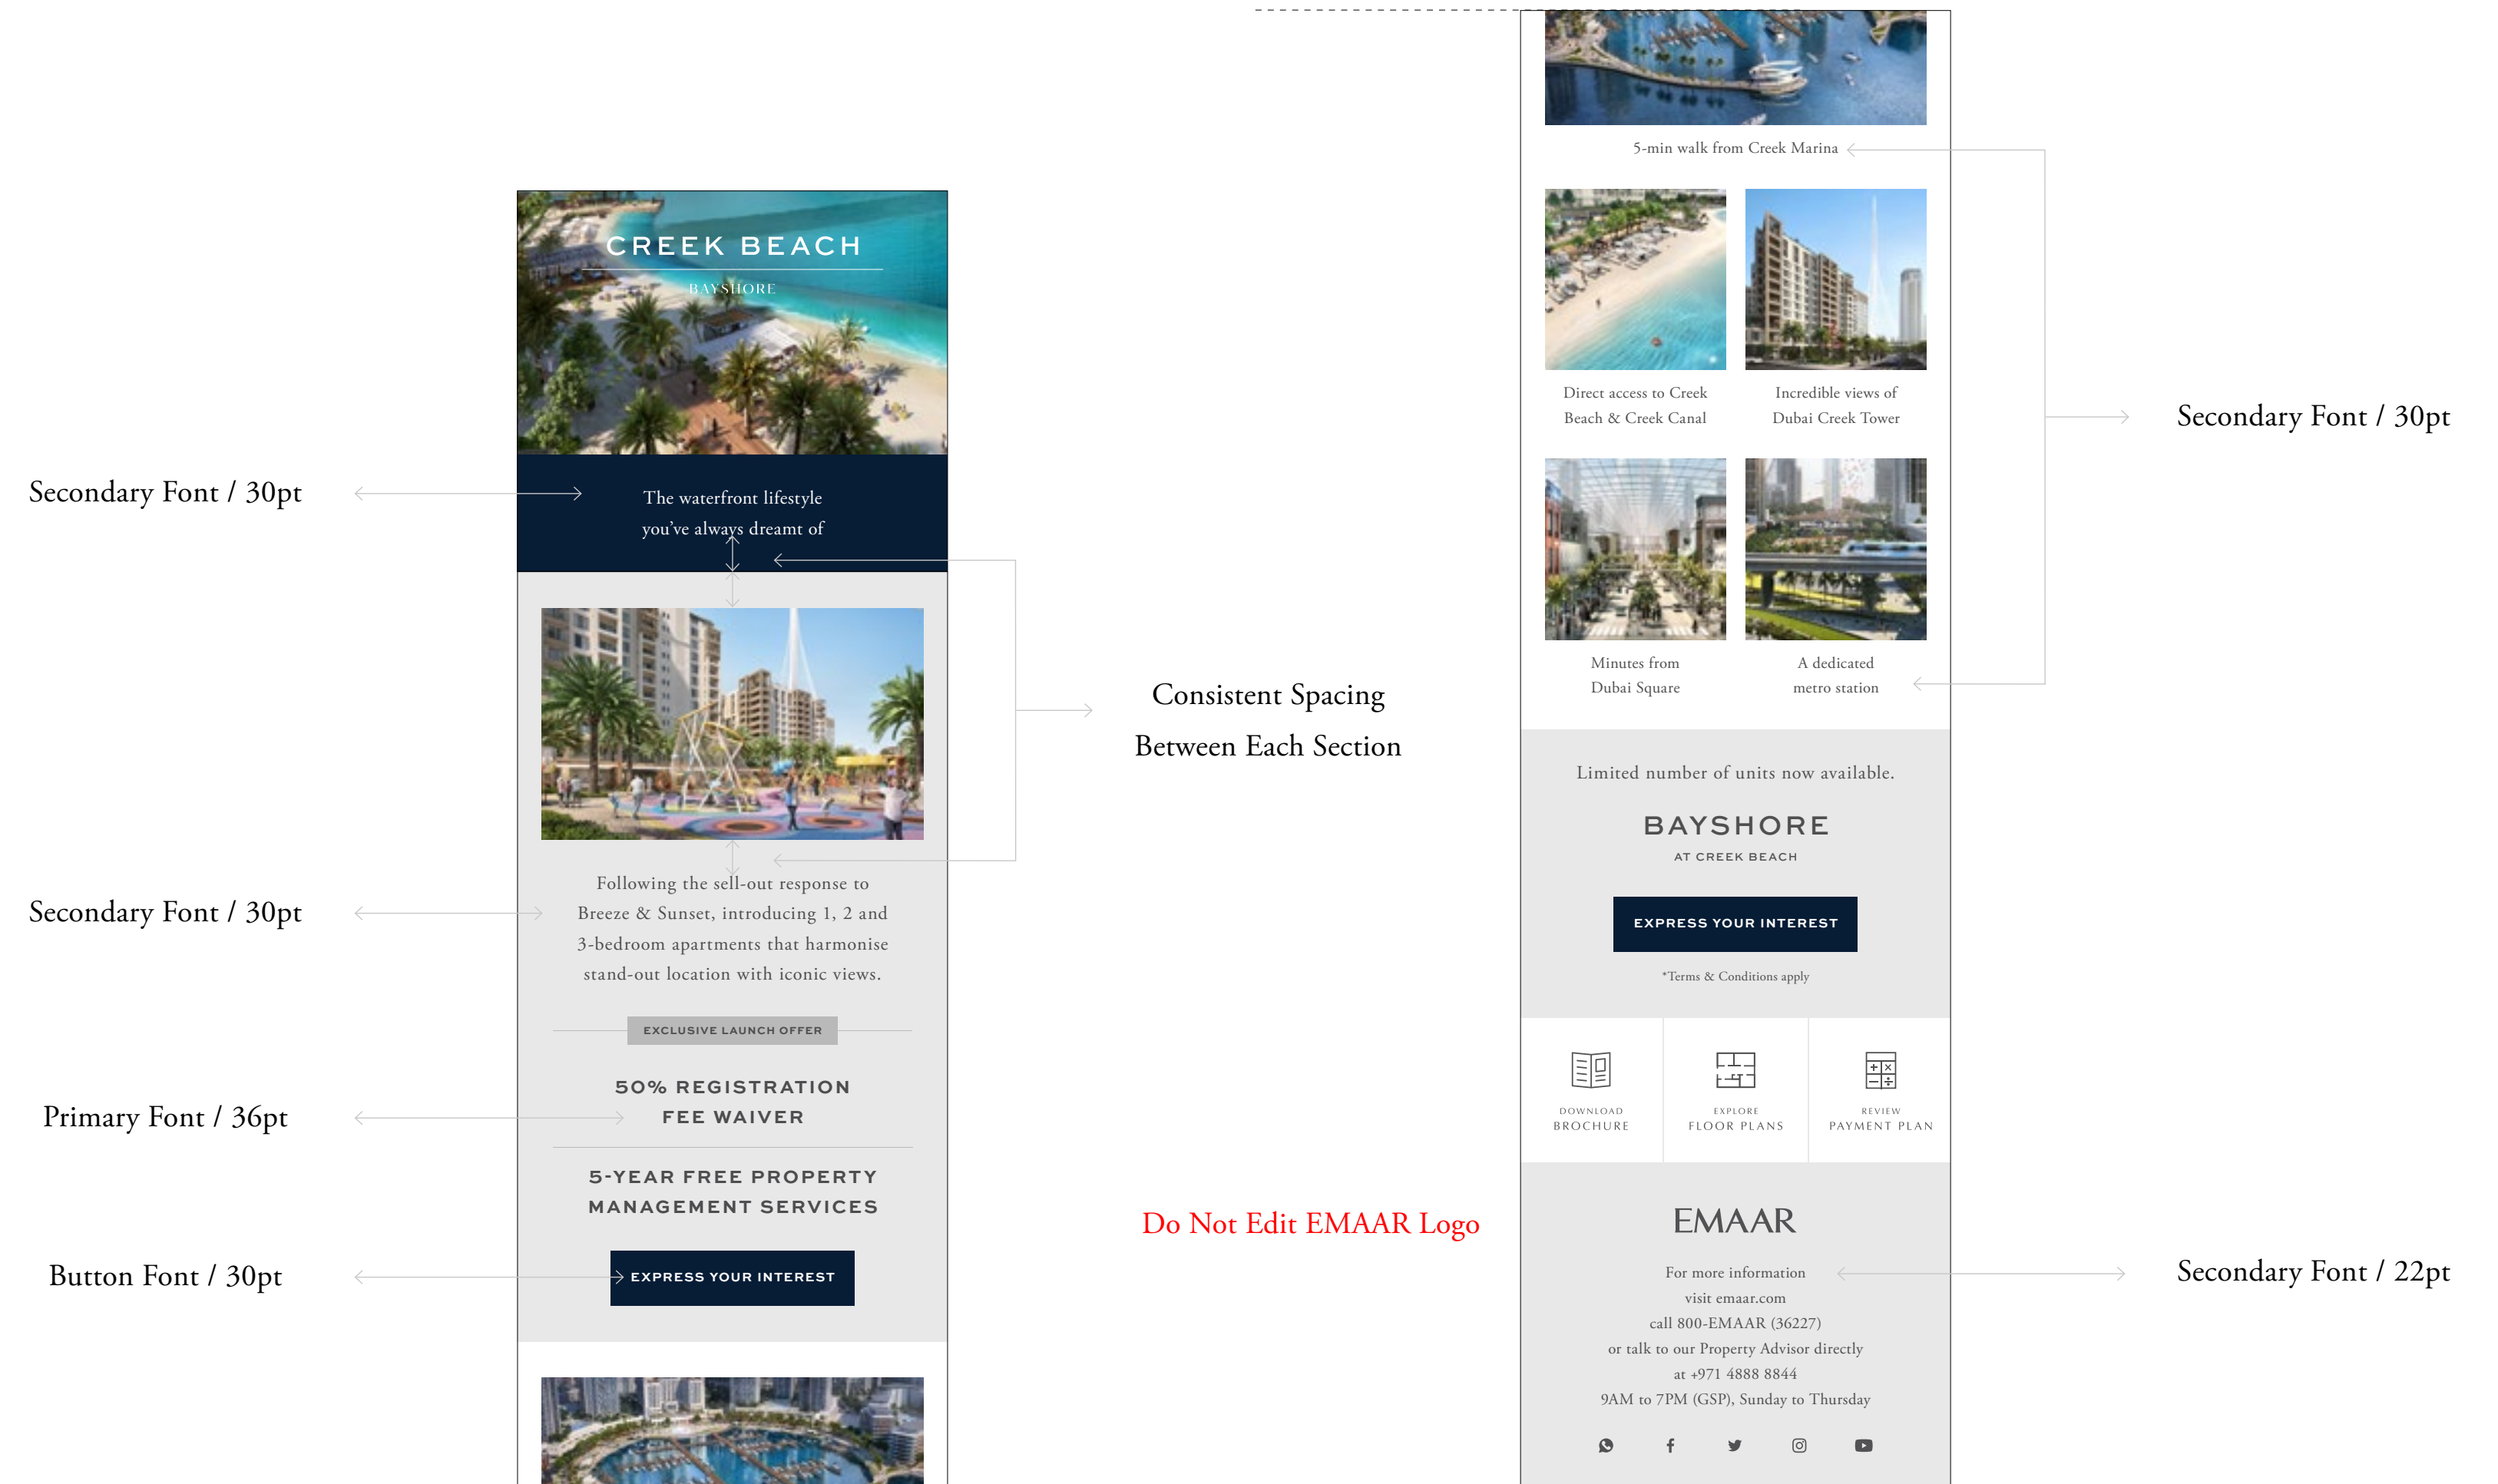 CREEK BEACH
BAYSHORE
Secondary Font / 30pt
The waterfront lifestyle
you’ve always dreamt of
Consistent Spacing
Between Each Section
Secondary Font / 30pt
Following the sell-out response to
Breeze & Sunset, introducing 1, 2 and
3-bedroom apartments that harmonise
stand-out location with iconic views.
EXCLUSIVE LAUNCH OFFER
Primary Font / 36pt
50% REGISTRATION
FEE WAIVER
5-YEAR FREE PROPERTY
MANAGEMENT SERVICES
Button Font / 30pt
EXPRESS YOUR INTEREST
5-min walk from Creek Marina
Direct access to Creek
Beach & Creek Canal
Incredible views of
Dubai Creek Tower
Secondary Font / 30pt
Minutes from
Dubai Square
A dedicated
metro station
Limited number of units now available.
BAYSHORE
AT CREEK BEACH
EXPRESS YOUR INTEREST
*Terms & Conditions apply
DOWNLOAD
BROCHURE
EXPLORE
FLOOR PLANS
REVIEW
PAYMENT PLAN
Do Not Edit EMAAR Logo
EMAAR
For more information
visit emaar.com
call 800-EMAAR (36227)
or talk to our Property Advisor directly
at +971 4888 8844
9AM to 7PM (GSP), Sunday to Thursday
Secondary Font / 22pt